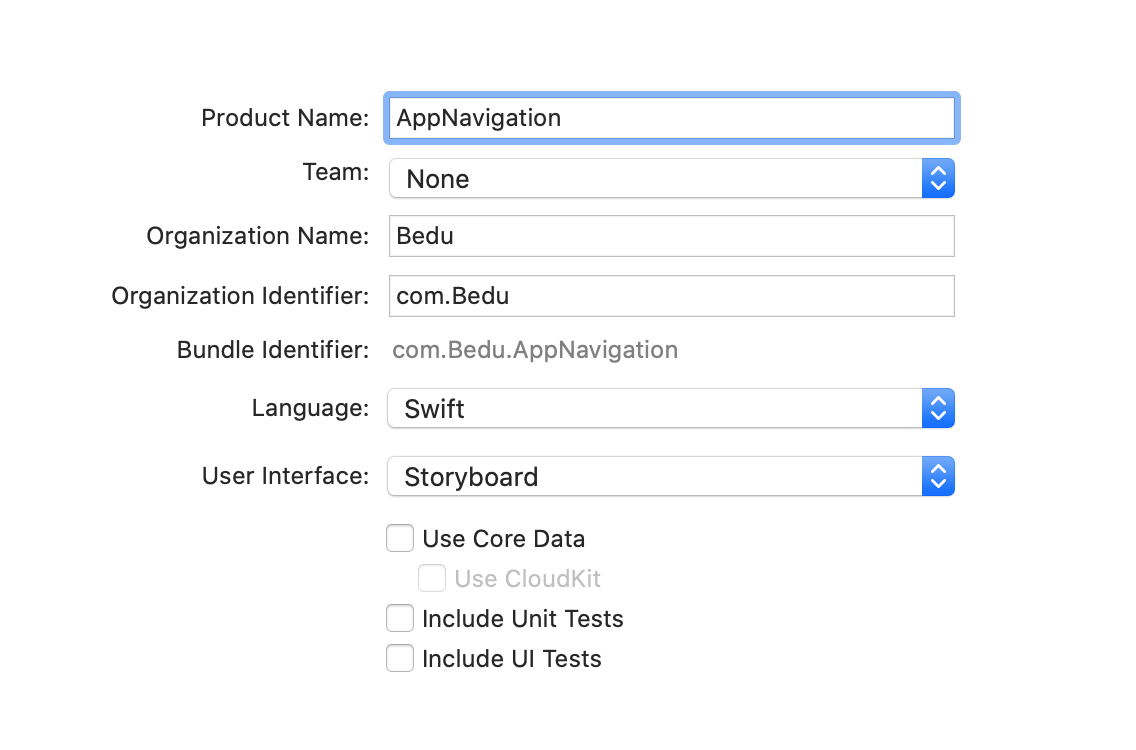 Product Name: AppNavigation
Team: None
Organization Name: Bedu
Organization Identifier: com.Bedu
Bundle Identifier: com.Bedu.AppNavigation
Language: Swift
User Interface: Storyboard
Use Core Data
Use CloudKit
Include Unit Tests
Include UI Tests